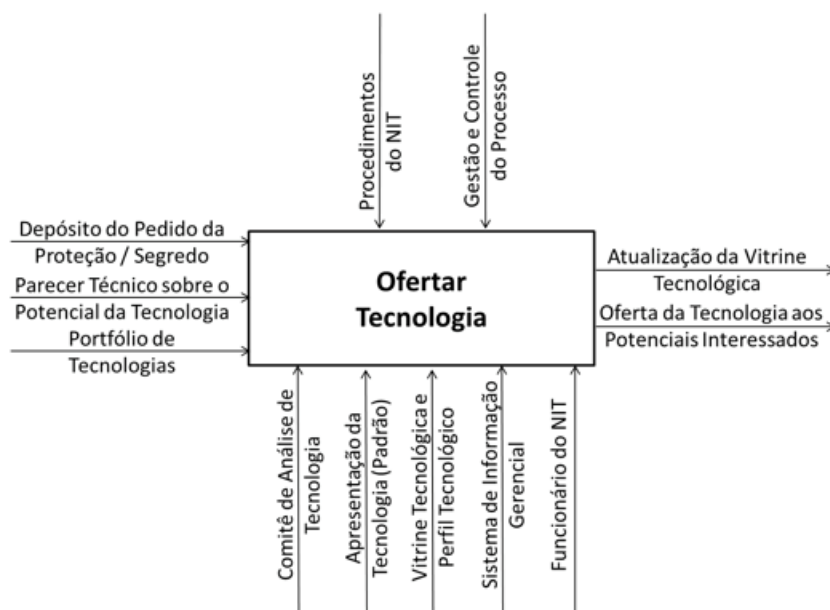 Procedimentos
do NIT
Gestão e Controle
do Processo
Depósito do Pedido da
Proteção / Segredo
Parecer Técnico sobre o
Potencial da Tecnologia
Portfólio de
Tecnologias
Ofertar
Tecnologia
Atualização da Vitrine
Tecnológica
Oferta da Tecnologia aos
Potenciais Interessados
Comitê de Análise de
Tecnologia
Apresentação da
Tecnologia (Padrão)
Vitrine Tecnológica e
Perfil Tecnológico
Sistema de Informação
Gerencial
Funcionário do NIT